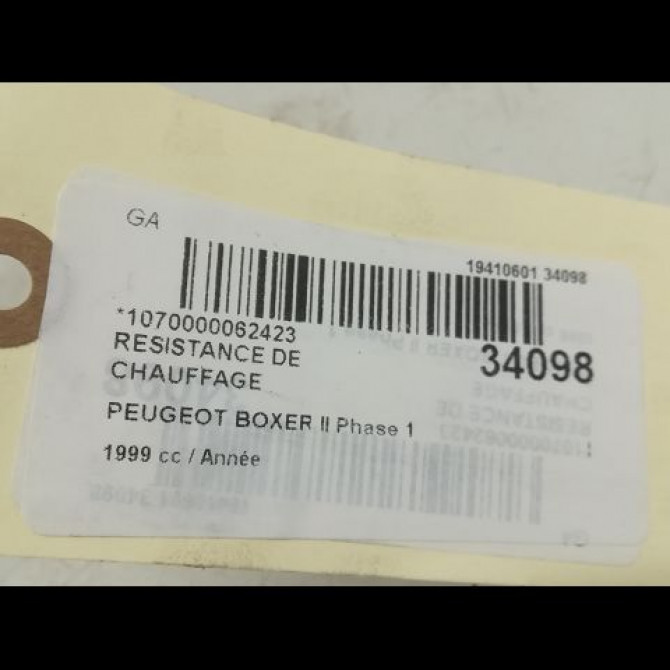 GA
19410601 34098
*1070000062423
34098
RESISTANCE DE
CHAUFFAGE
PEUGEOT BOXER II Phase 1
1999 cc / Année